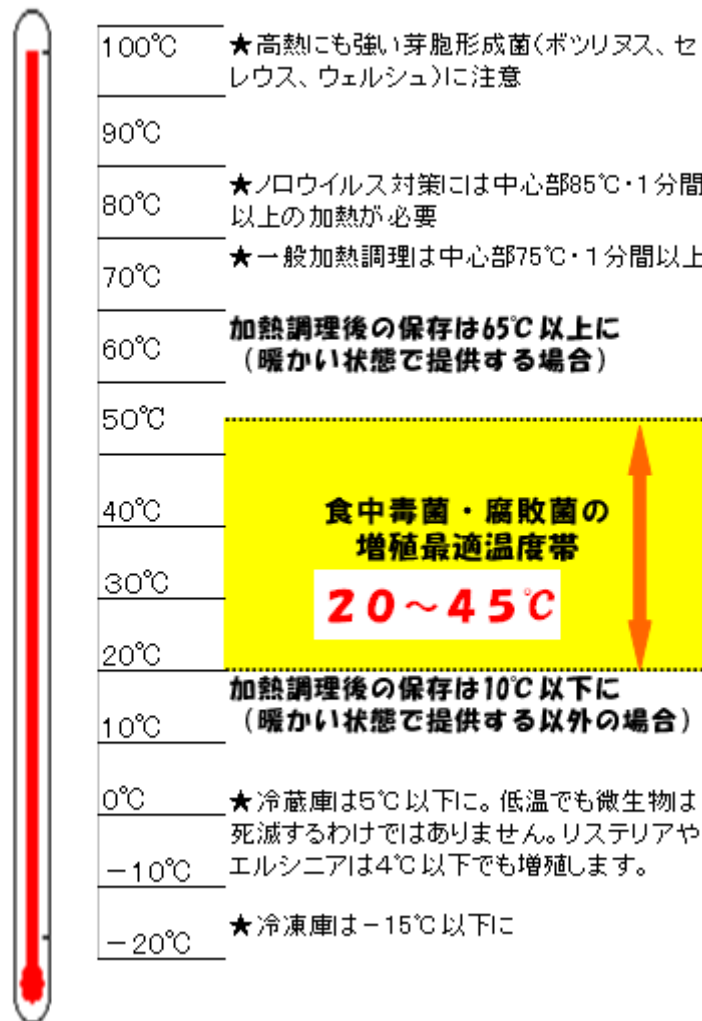 100℃
★高熱にも強い芽胞形成菌(ボツリヌス、セ
レウス、ウェルシュ)に注意
90℃
80℃
★ノロウイルス対策には中心部85℃・1分間
以上の加熱が必要
70℃
★一般加熱調理は中心部75℃・1分間以上
60℃
加熱調理後の保存は65℃以上に
(暖かい状態で提供する場合)
50℃
40℃
食中毒菌・腐敗菌の
増殖最適温度帯
30℃
20～45℃
20℃
10℃
加熱調理後の保存は10℃以下に
(暖かい状態で提供する以外の場合)
0℃
★冷蔵庫は5℃以下に。低温でも微生物は
死滅するわけではありません。リステリアや
エルシニアは4℃以下でも増殖します。
－10℃
★冷凍庫は－15℃以下に
－20℃